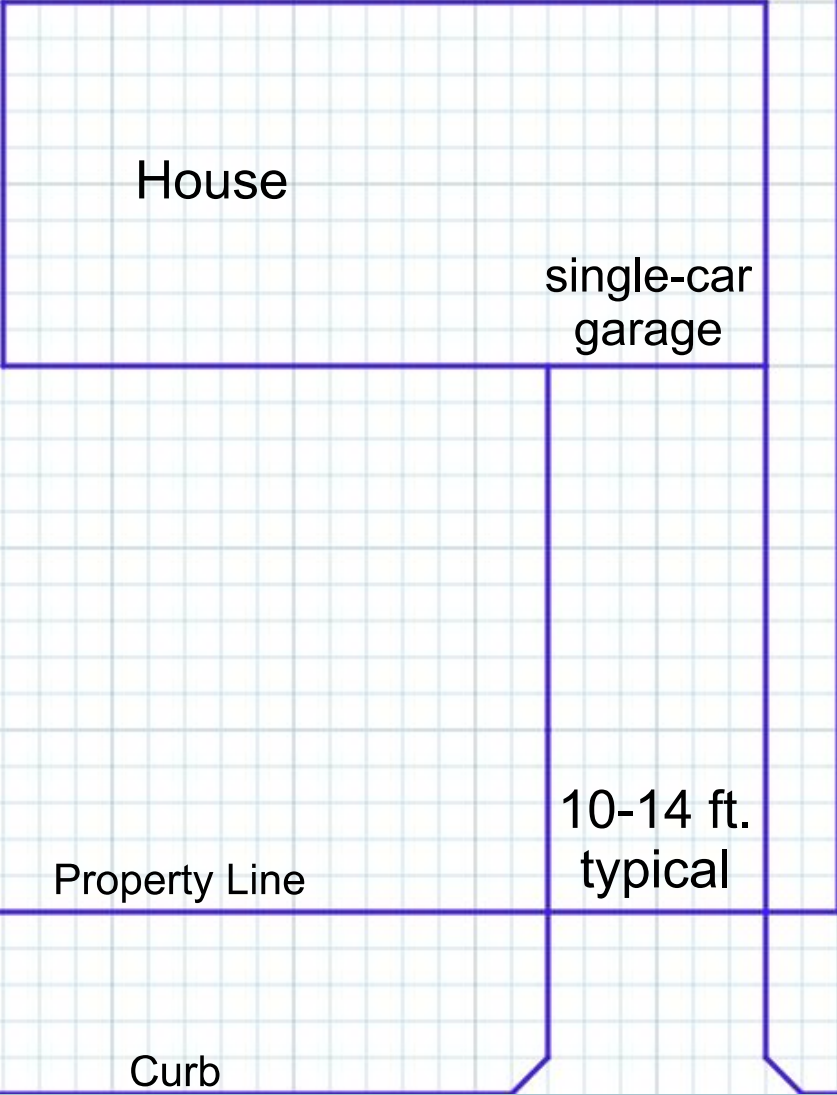 House
single-car
garage
10-14 ft.
typical
Property Line
Curb